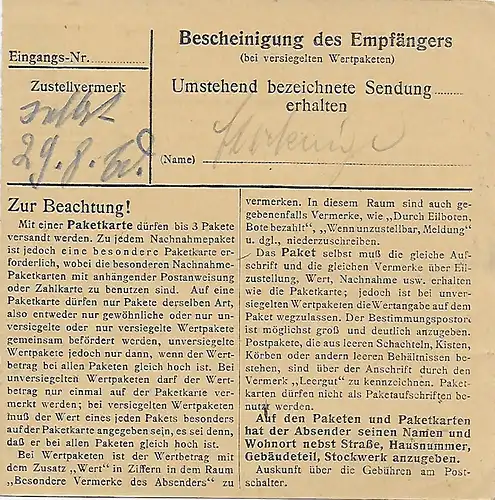 Eingangs-Nr.
Zustellvermerk
selbst
29. 8.
Bescheinigung des Empfängers
(bei versiegelten Wertpaketen)
Umstehend bezeichnete Sendung
erhalten
(Name)
Zur Beachtung!
Mit einer Paketkarte dürfen bis 3 Pakete
versandt werden. Zu jedem Nachnahmepaket
ist jedoch eine besondere Paketkarte er-
forderlich, wobei die besonderen Nachnahme-
Paketkarten mit anhängender Postanweisung
oder Zahlkarte zu benutzen sind. Auf eine
Paketkarte dürfen nur Pakete derselben Art,
also entweder nur gewöhnliche oder nur un-
versiegelte oder nur versiegelte Wertpakete
gemeinsam befördert werden, unversiegelte
Wertpakete jedoch nur dann, wenn der Wert-
betrag bei allen Paketen gleich hoch ist. Bei
unversiegelten Wertpaketen darf der Wert-
betrag nur einmal auf der Paketkarte ver-
merkt werden; bei versiegelten Wertpaketen
muß der Wert eines jeden Pakets besonders
auf der Paketkarte angegeben sein, es sei denn,
daß er bei allen Paketen gleich hoch ist.
Bei Wertpaketen ist der Wertbetrag mit
dem Zusatz „Wert" in Ziffern in dem Raum
„Besondere Vermerke des Absenders" zu
vermerken. In diesem Raum sind auch ge-
gebenenfalls Vermerke, wie „Durch Eilboten,
Bote bezahlt", „Wenn unzustellbar, Meldung"
u. dgl., niederzuschreiben.
Das Paket selbst muß die gleiche Auf-
schrift und die gleichen Vermerke über Eil-
zustellung, Wert, Nachnahme usw. erhalten
wie die Paketkarte; jedoch ist bei unver-
siegelten Wertpaketen die Wertangabe auf dem
Paket wegzulassen. Der Bestimmungspostort
ist möglichst groß und deutlich anzugeben.
Postpakete, die aus leeren Schachteln, Kisten,
Körben oder andern leeren Behältnissen be-
stehen, sind über der Anschrift durch den
Vermerk „Leergut" zu kennzeichnen. Paket-
karten dürfen nicht als Paketaufschriften be-
nutzt werden.
Auf den Paketen und Paketkarten
hat der Absender seinen Namen und
Wohnort nebst Straße, Hausnummer,
Gebäudeteil, Stockwerk anzugeben.
Auskunft über die Gebühren am Post-
schalter.